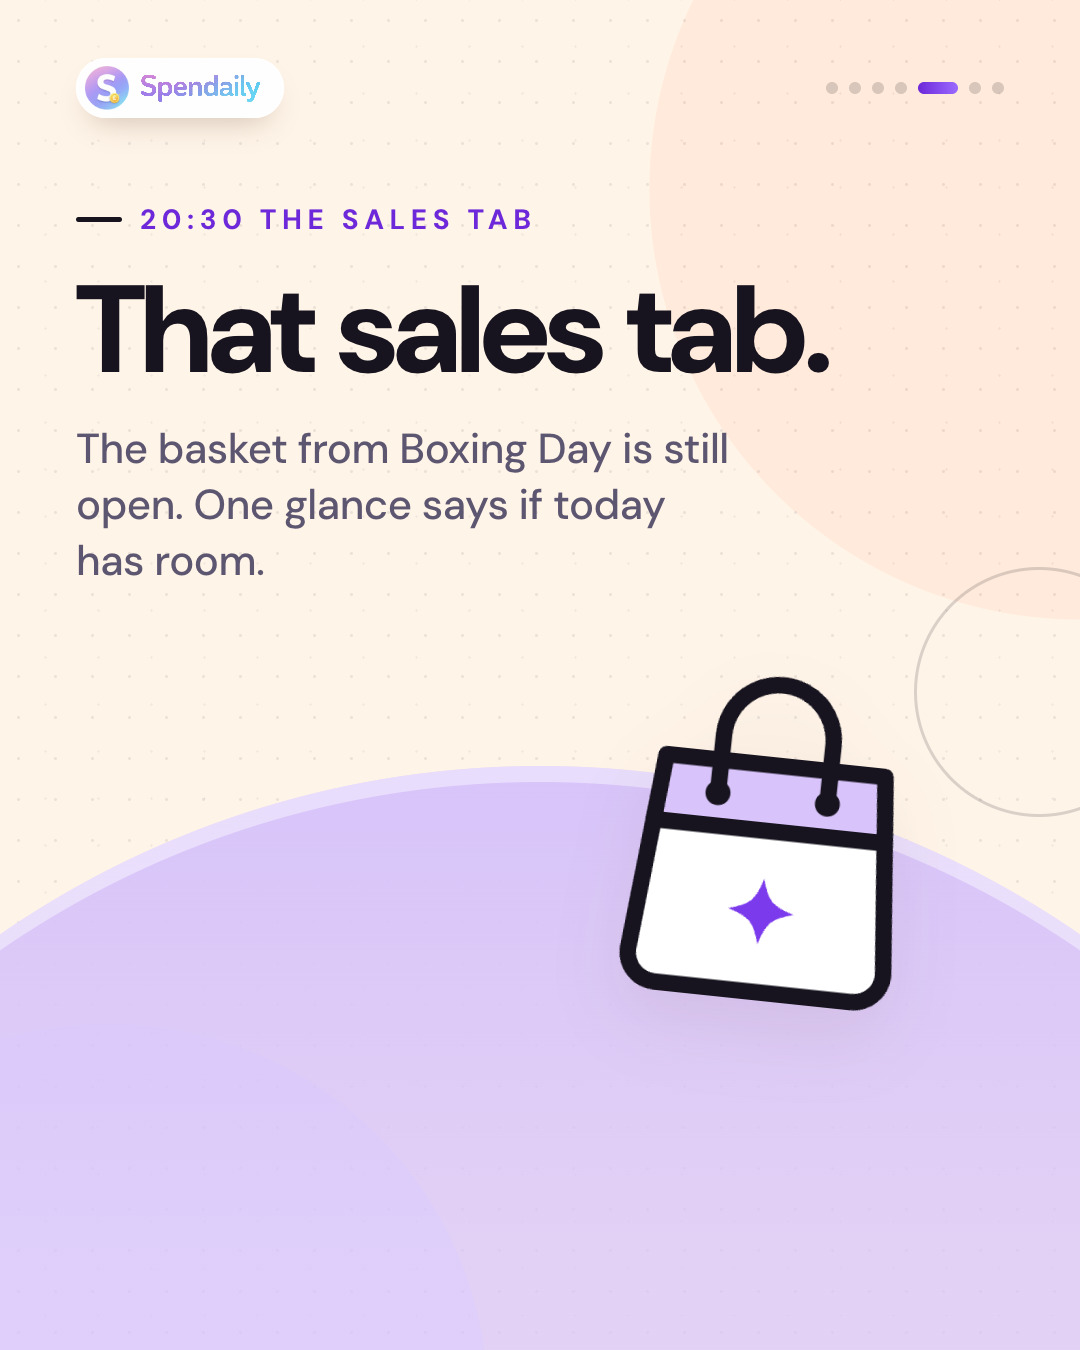 Spendaily
20:30 THE SALES TAB
That sales tab.
The basket from Boxing Day is still
open. One glance says if today
has room.